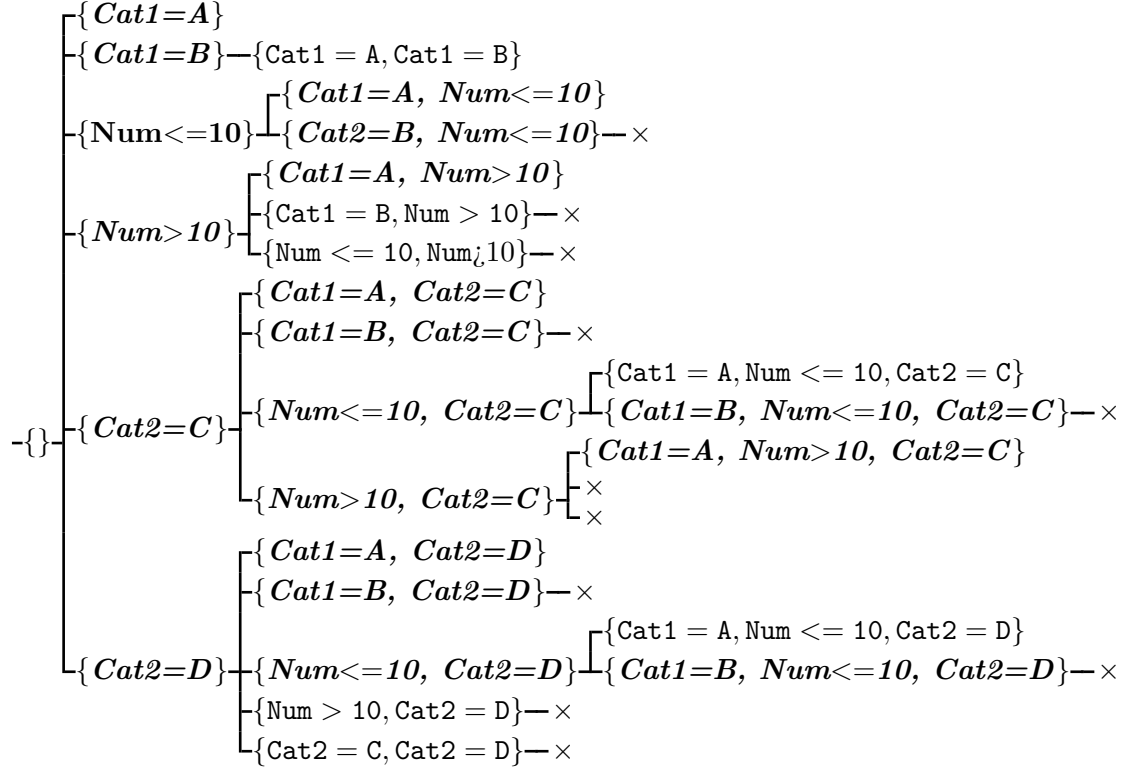 {Cat1=A}
{Cat1=B} {Cat1 = A, Cat1 = B}
{Cat1=A, Num<=10}
{Num<=10} {Cat2=B, Num<=10} ×
{Cat1=A, Num>10}
{Num>10} {Cat1 = B, Num > 10} ×
{Num <= 10, Num¿10} ×
{Cat1=A, Cat2=C}
{Cat1=B, Cat2=C} ×
{Cat1 = A, Num <= 10, Cat2 = C}
{} {Cat2=C} {Num<=10, Cat2=C} {Cat1=B, Num<=10, Cat2=C} ×
{Cat1=A, Num>10, Cat2=C}
{Num>10, Cat2=C} ×
×
{Cat1=A, Cat2=D}
{Cat1=B, Cat2=D} ×
{Cat1 = A, Num <= 10, Cat2 = D}
{Cat2=D} {Num<=10, Cat2=D} {Cat1=B, Num<=10, Cat2=D} ×
{Num > 10, Cat2 = D} ×
{Cat2 = C, Cat2 = D} ×